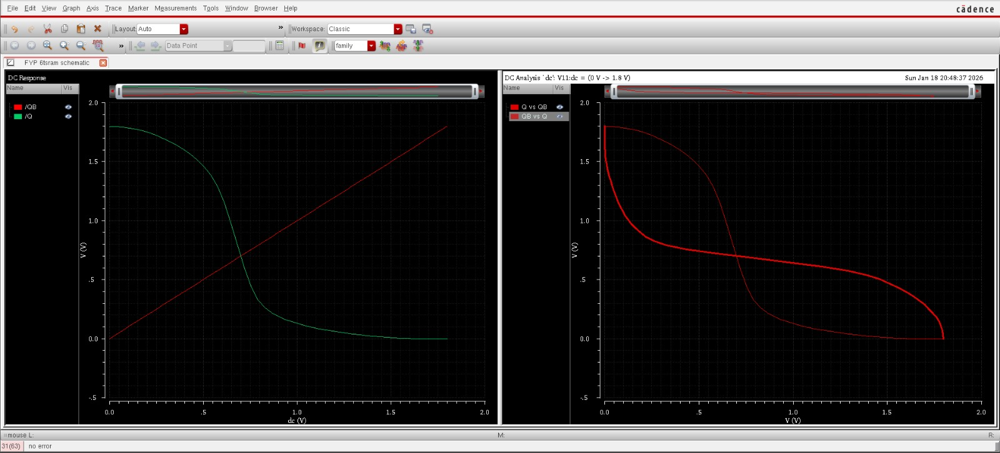 File Edit View Graph Axis Trace Marker Measurements Tools Window Browser Help
cādence
Layout: Auto
»
Workspace: Classic
»
Data Point
family
FYP 6tsram schematic
DC Response
Name Vis
/QB
/Q
2.0
1.5
1.0
.5
0.0
-.5
V (V)
0.0 .5 1.0 1.5 2.0
dc (V)
DC Analysis `dc': V11:dc = (0 V -> 1.8 V)
Sun Jan 18 20:48:37 2026
Name Vis
Q vs QB
QB vs Q
2.0
1.5
1.0
.5
0.0
-.5
V (V)
0.0 .5 1.0 1.5 2.0
V (V)
mouse L: M: R:
31(63) no error